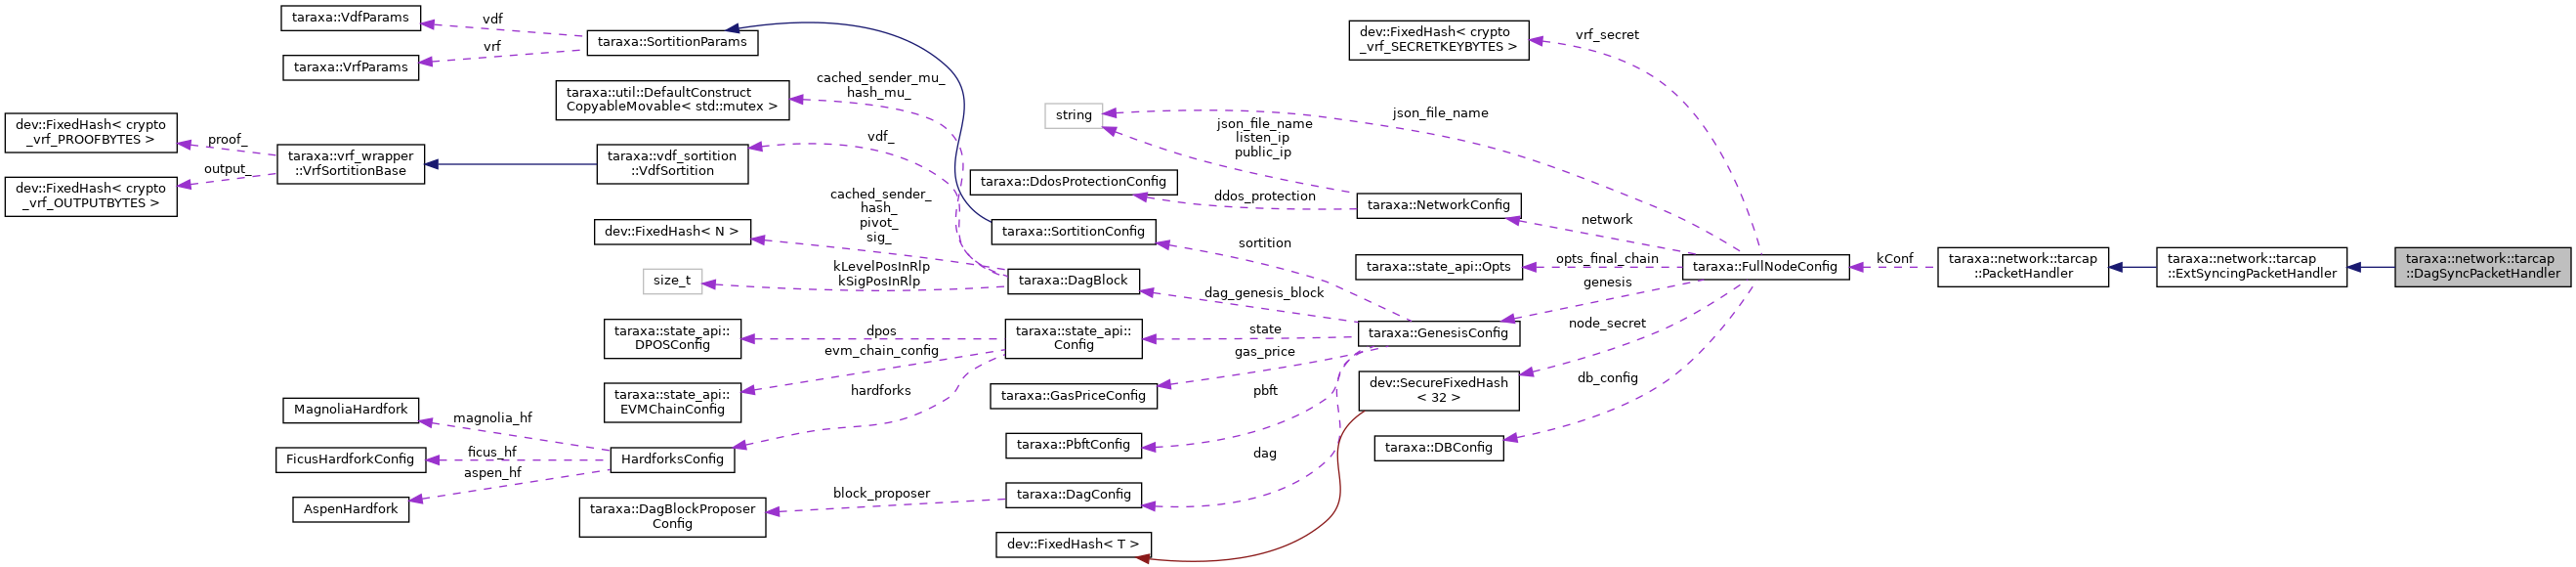 taraxa::VdfParams
vdf
taraxa::SortitionParams
vrf
taraxa::VrfParams
dev::FixedHash< crypto
_vrf_SECRETKEYBYTES >
vrf_secret
taraxa::util::DefaultConstruct
CopyableMovable< std::mutex >
cached_sender_mu_
hash_mu_
string
json_file_name
json_file_name
listen_ip
public_ip
dev::FixedHash< crypto
_vrf_PROOFBYTES >
proof_
taraxa::vrf_wrapper
::VrfSortitionBase
output_
dev::FixedHash< crypto
_vrf_OUTPUTBYTES >
taraxa::vdf_sortition
::VdfSortition
vdf_
taraxa::DdosProtectionConfig
ddos_protection
taraxa::NetworkConfig
network
cached_sender_
hash_
pivot_
sig_
dev::FixedHash< N >
taraxa::SortitionConfig
sortition
size_t
kLevelPosInRlp
kSigPosInRlp
taraxa::DagBlock
dag_genesis_block
taraxa::state_api::Opts
opts_final_chain
genesis
taraxa::FullNodeConfig
kConf
taraxa::network::tarcap
::PacketHandler
taraxa::network::tarcap
::ExtSyncingPacketHandler
taraxa::network::tarcap
::DagSyncPacketHandler
taraxa::state_api::
DPOSConfig
dpos
evm_chain_config
taraxa::state_api::
Config
state
taraxa::GenesisConfig
node_secret
gas_price
taraxa::state_api::
EVMChainConfig
hardforks
taraxa::GasPriceConfig
pbft
dev::SecureFixedHash
< 32 >
db_config
MagnoliaHardfork
magnolia_hf
FicusHardforkConfig
ficus_hf
HardforksConfig
aspen_hf
AspenHardfork
taraxa::PbftConfig
dag
taraxa::DBConfig
taraxa::DagBlockProposer
Config
block_proposer
taraxa::DagConfig
dev::FixedHash< T >